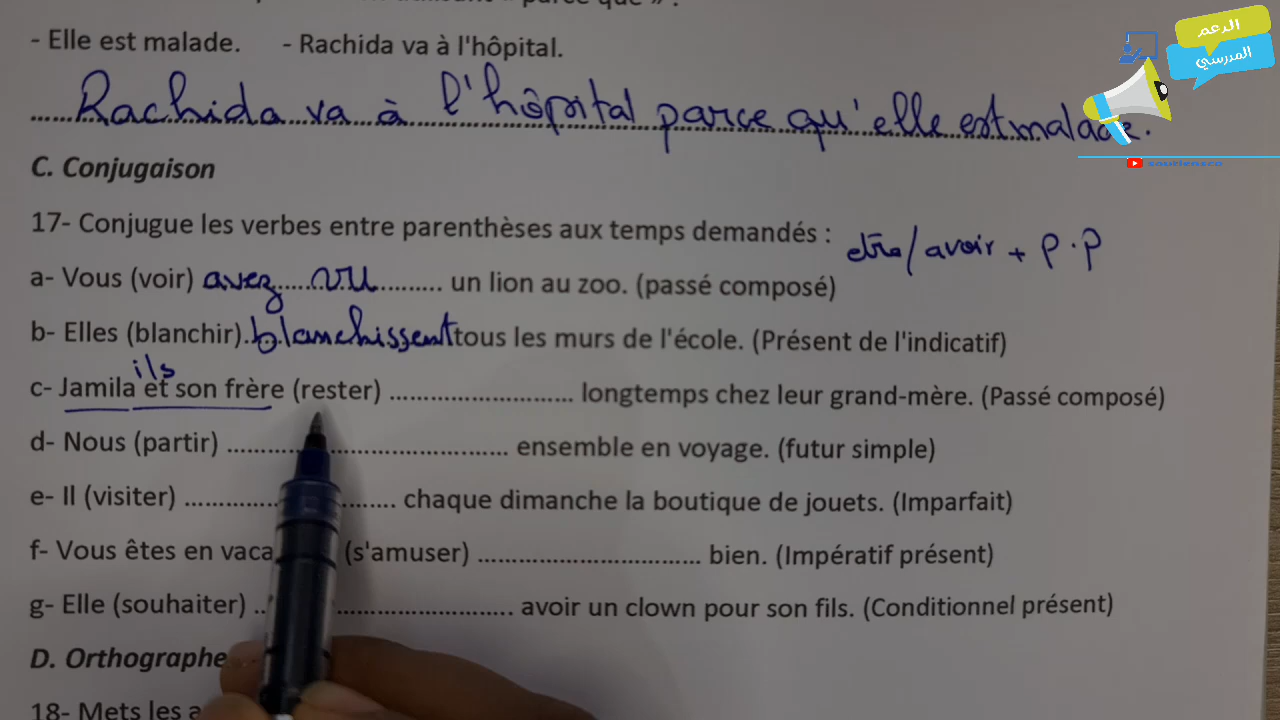 - Elle est malade. - Rachida va à l'hôpital.
Rachida va à l'hôpital parce qu'elle est malade.
C. Conjugaison
17- Conjugue les verbes entre parenthèses aux temps demandés : etre/avoir + p.p
a- Vous (voir) avez vu un lion au zoo. (passé composé)
b- Elles (blanchir) blanchissent tous les murs de l'école. (Présent de l'indicatif)
ils
c- Jamila et son frère (rester) ........................... longtemps chez leur grand-mère. (Passé composé)
d- Nous (partir) .......................................... ensemble en voyage. (futur simple)
e- Il (visiter) ............................... chaque dimanche la boutique de jouets. (Imparfait)
f- Vous êtes en vaca (s'amuser) ................................. bien. (Impératif présent)
g- Elle (souhaiter) ...................................... avoir un clown pour son fils. (Conditionnel présent)
D. Orthographe
18- Mets les a
الدعم
المدرسي